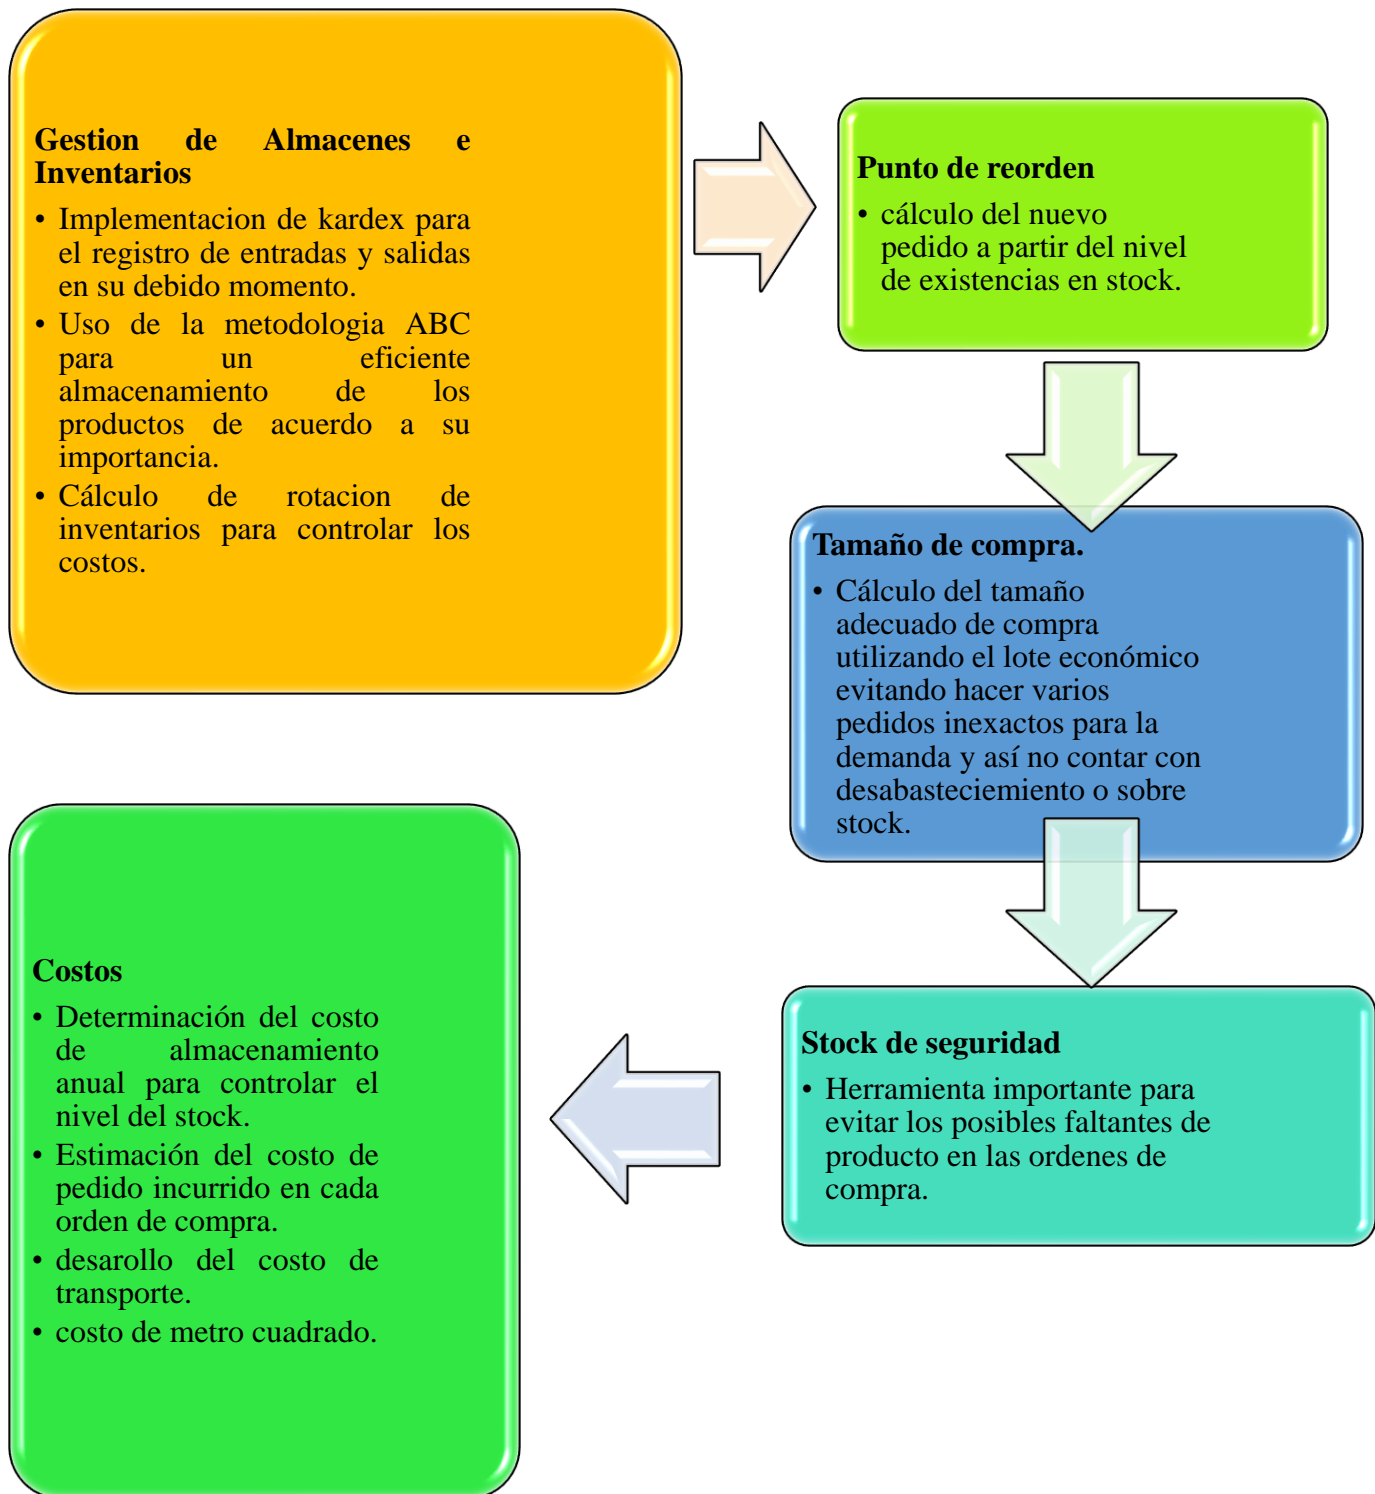 Gestion de Almacenes e
Inventarios
• Implementacion de kardex para
el registro de entradas y salidas
en su debido momento.
• Uso de la metodologia ABC
para un eficiente
almacenamiento de los
productos de acuerdo a su
importancia.
• Cálculo de rotacion de
inventarios para controlar los
costos.
Punto de reorden
• cálculo del nuevo
pedido a partir del nivel
de existencias en stock.
Tamaño de compra.
• Cálculo del tamaño
adecuado de compra
utilizando el lote económico
evitando hacer varios
pedidos inexactos para la
demanda y así no contar con
desabasteciemiento o sobre
stock.
Stock de seguridad
• Herramienta importante para
evitar los posibles faltantes de
producto en las ordenes de
compra.
Costos
• Determinación del costo
de almacenamiento
anual para controlar el
nivel del stock.
• Estimación del costo de
pedido incurrido en cada
orden de compra.
• desarollo del costo de
transporte.
• costo de metro cuadrado.